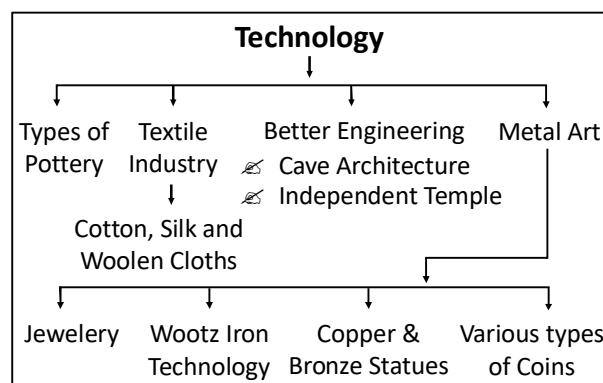 Technology
Types of Pottery
Textile Industry
Better Engineering
Cave Architecture
Independent Temple
Metal Art
Cotton, Silk and
Woolen Cloths
Jewelery
Wootz Iron
Technology
Copper &
Bronze Statues
Various types
of Coins